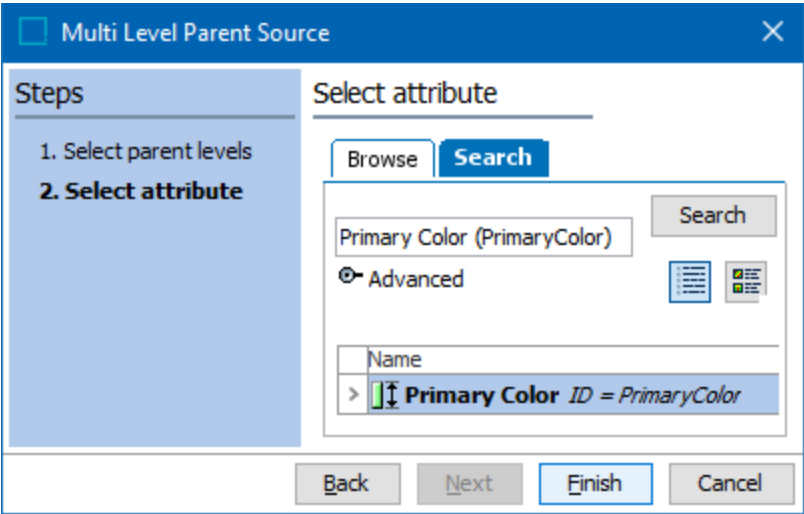 Multi Level Parent Source
Steps
1. Select parent levels
2. Select attribute
Select attribute
Browse
Search
Search
Primary Color (PrimaryColor)
Advanced
Name
Primary Color ID = PrimaryColor
Back
Next
Finish
Cancel